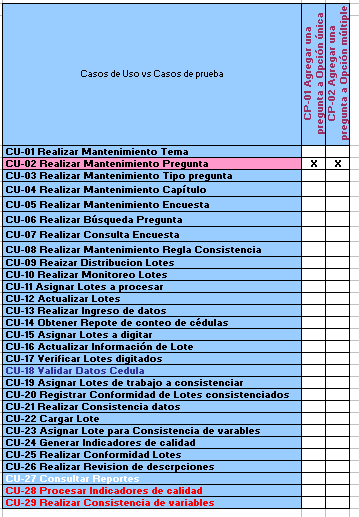 Casos de Uso vs Casos de prueba
CP-01 Agregar una
pregunta a Opción única
CP-02 Agregar una
pregunta a Opción múltiple
CU-01 Realizar Mantenimiento Tema
CU-02 Realizar Mantenimiento Pregunta X X
CU-03 Realizar Mantenimiento Tipo pregunta
CU-04 Realizar Mantenimiento Capítulo
CU-05 Realizar Mantenimiento Encuesta
CU-06 Realizar Búsqueda Pregunta
CU-07 Realizar Consulta Encuesta
CU-08 Realizar Mantenimiento Regla Consistencia
CU-09 Reaizar Distribucion Lotes
CU-10 Realizar Monitoreo Lotes
CU-11 Asignar Lotes a procesar
CU-12 Actualizar Lotes
CU-13 Realizar Ingreso de datos
CU-14 Obtener Repote de conteo de cédulas
CU-15 Asignar Lotes a digitar
CU-16 Actualizar Información de Lote
CU-17 Verificar Lotes digitados
CU-18 Validar Datos Cedula
CU-19 Asignar Lotes de trabajo a consistenciar
CU-20 Registrar Conformidad de Lotes consistenciados
CU-21 Realizar Consistencia datos
CU-22 Cargar Lote
CU-23 Asignar Lote para Consistencia de varables
CU-24 Generar Indicadores de calidad
CU-25 Realizar Conformidad Lotes
CU-26 Realizar Revision de descrpciones
CU-27 Consultar Reportes
CU-28 Procesar Indicadores de calidad
CU-29 Realizar Consistencia de variables